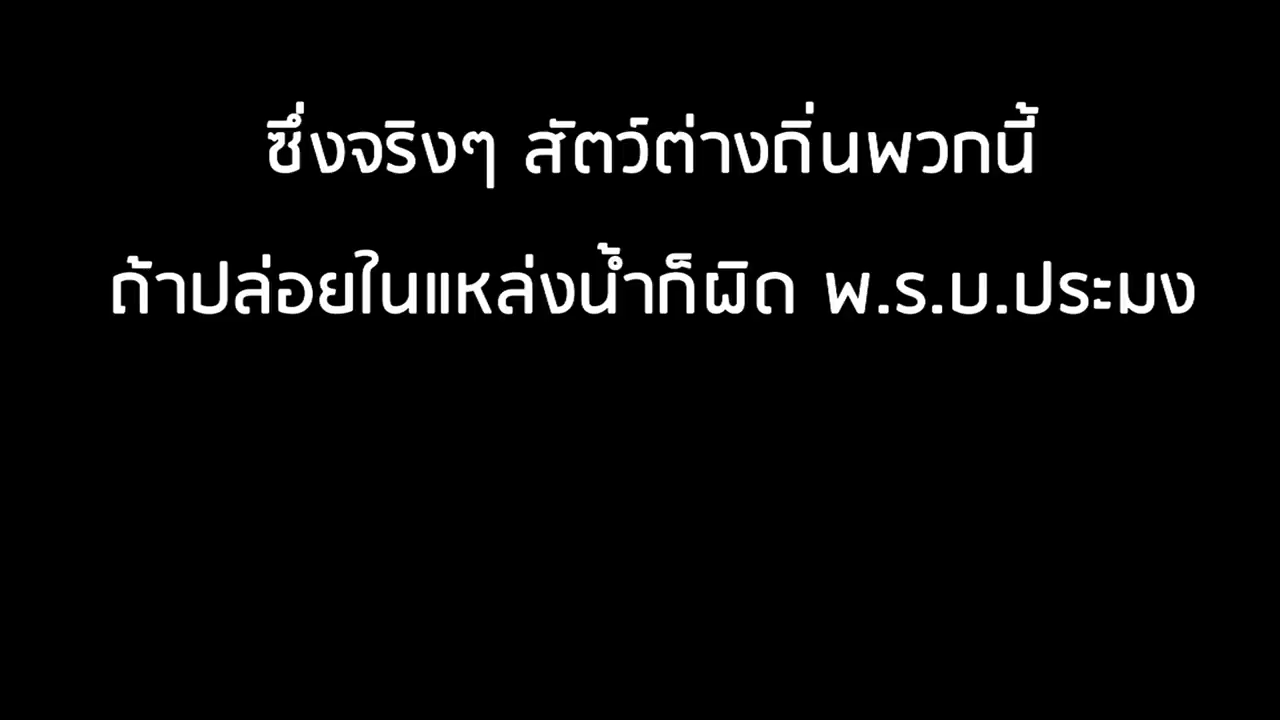 ซึ่งจริงๆ สัตว์ต่างถิ่นพวกนี้
ถ้าปล่อยในแหล่งน้ำก็ผิด พ.ร.บ.ประมง